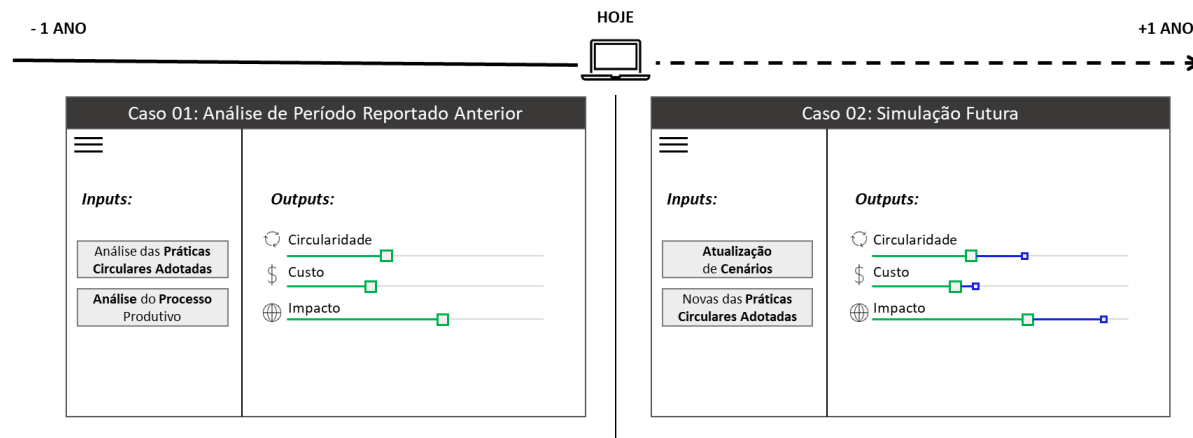 - 1 ANO
HOJE
+1 ANO
Caso 01: Análise de Período Reportado Anterior
Inputs:
Análise das Práticas
Circulares Adotadas
Análise do Processo
Produtivo
Outputs:
Circularidade
$ Custo
Impacto
Caso 02: Simulação Futura
Inputs:
Atualização
de Cenários
Novas das Práticas
Circulares Adotadas
Outputs:
Circularidade
$ Custo
Impacto